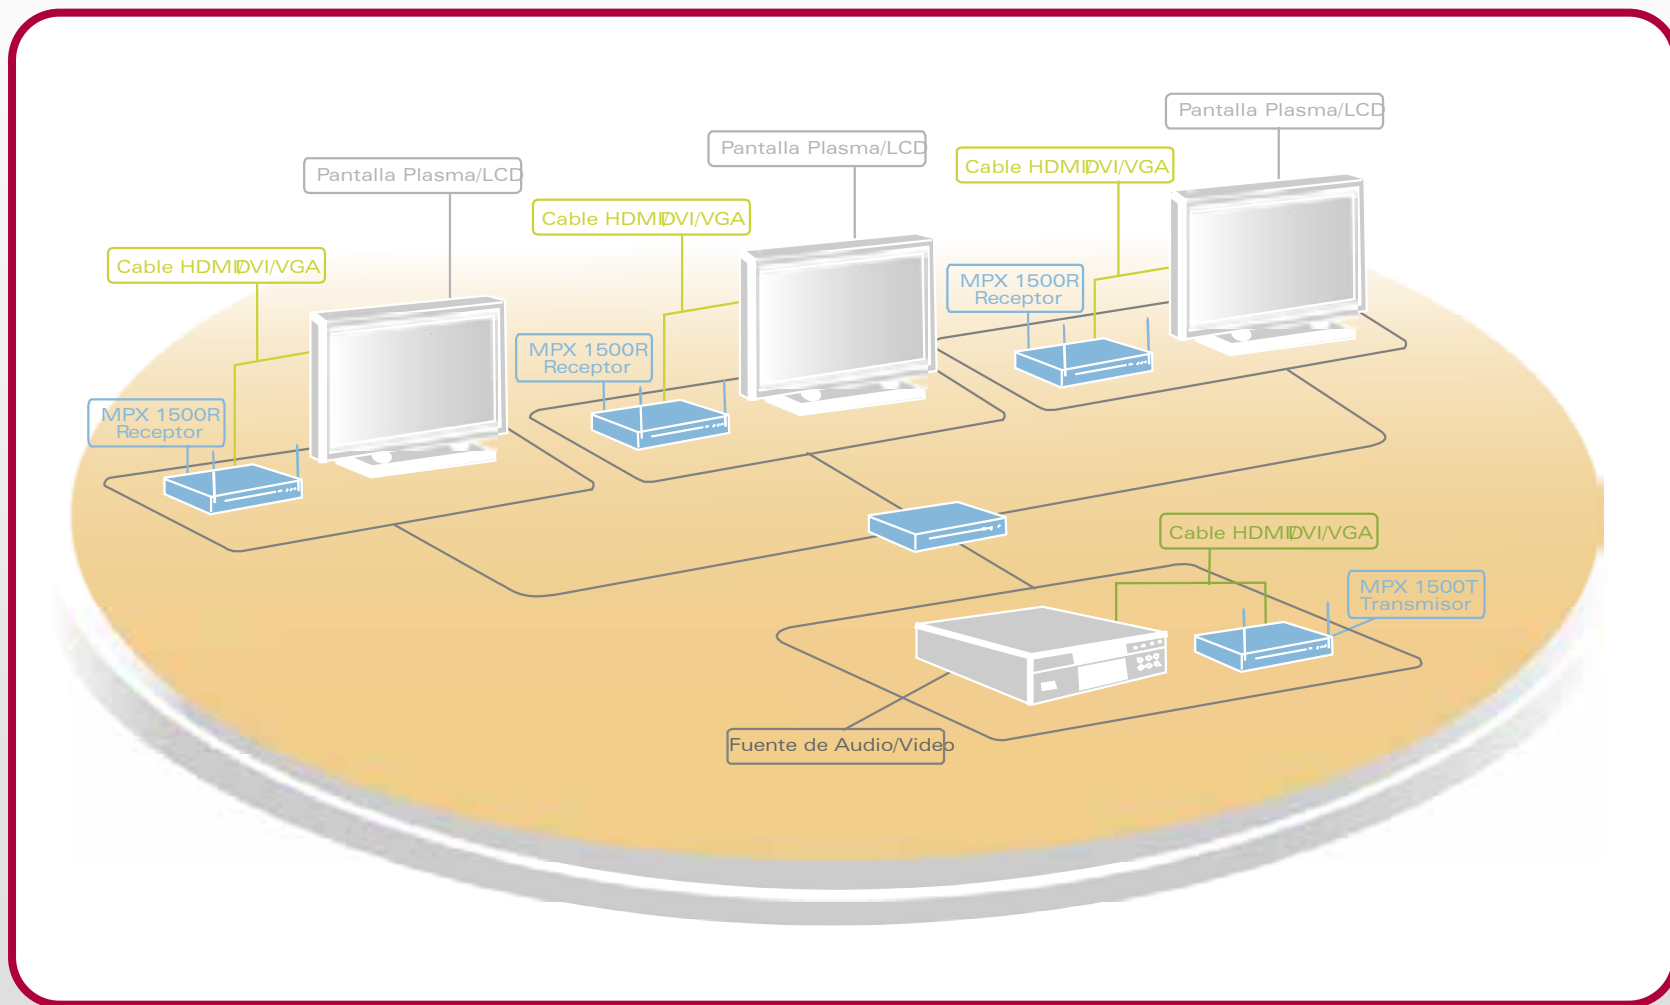 Pantalla Plasma/LCD
Pantalla Plasma/LCD
Cable HDMI/DVI/VGA
Pantalla Plasma/LCD
Cable HDMI/DVI/VGA
Cable HDMI/DVI/VGA
MPX 1500R
Receptor
MPX 1500R
Receptor
MPX 1500R
Receptor
Cable HDMI/DVI/VGA
MPX 1500T
Transmisor
Fuente de Audio/Video